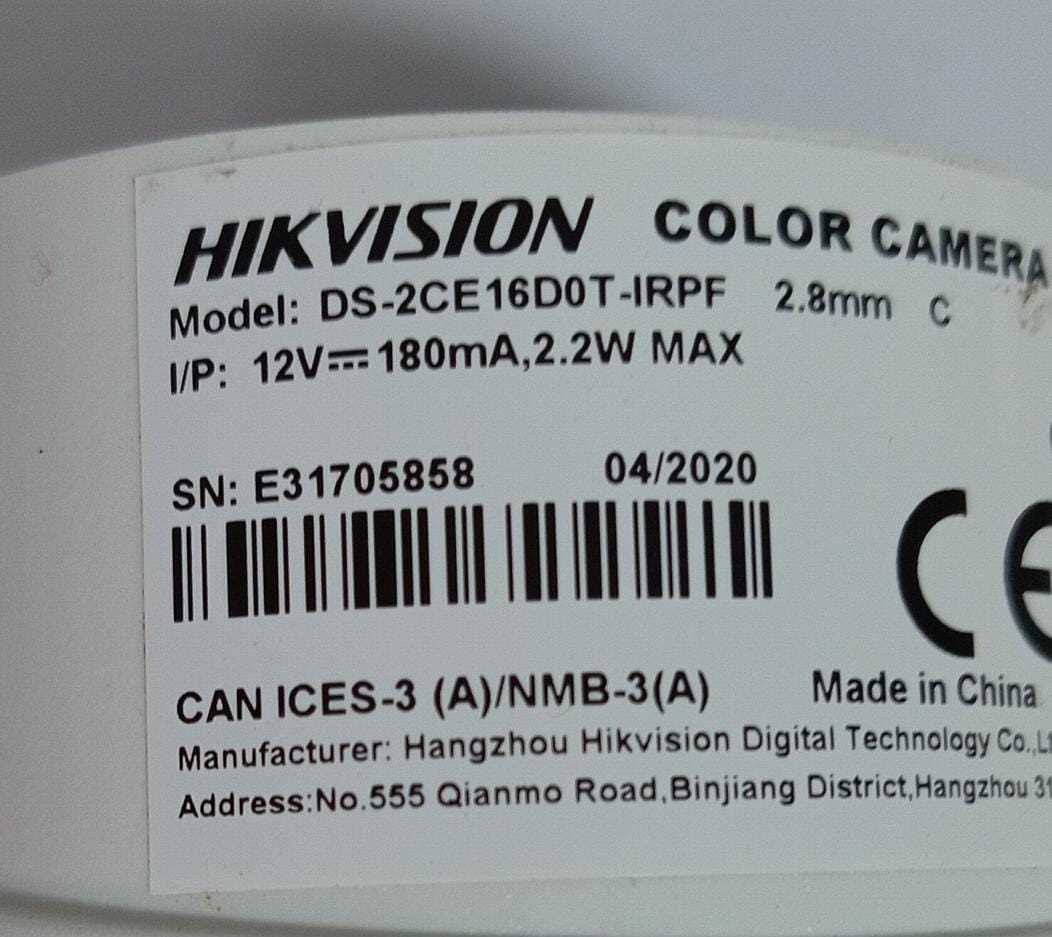 HIKVISION COLOR CAMERA
Model: DS-2CE16D0T-IRPF 2.8mm C
I/P: 12V⎓180mA,2.2W MAX
SN: E31705858 04/2020
CE
CAN ICES-3 (A)/NMB-3(A) Made in China
Manufacturer: Hangzhou Hikvision Digital Technology Co.,
Address:No.555 Qianmo Road,Binjiang District,Hangzhou